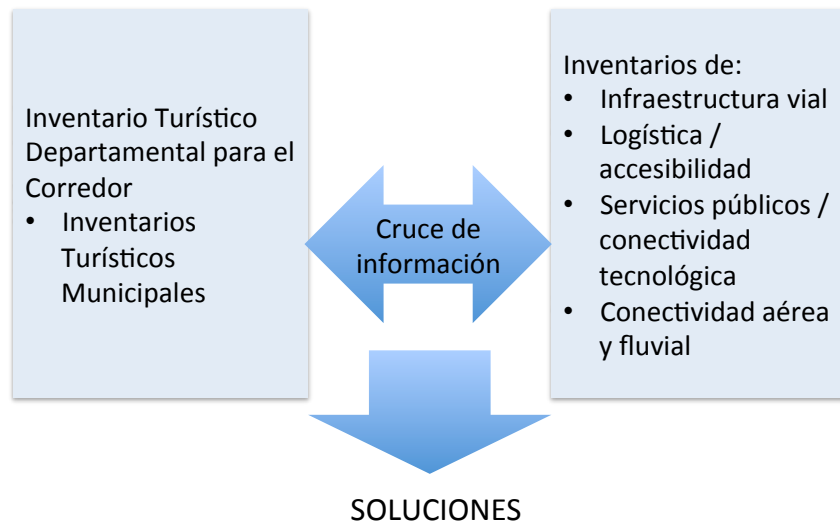 Inventario Turístico
Departamental para el
Corredor
• Inventarios
Turísticos
Municipales
Cruce de
información
Inventarios de:
• Infraestructura vial
• Logística /
accesibilidad
• Servicios públicos /
conectividad
tecnológica
• Conectividad aérea
y fluvial
SOLUCIONES